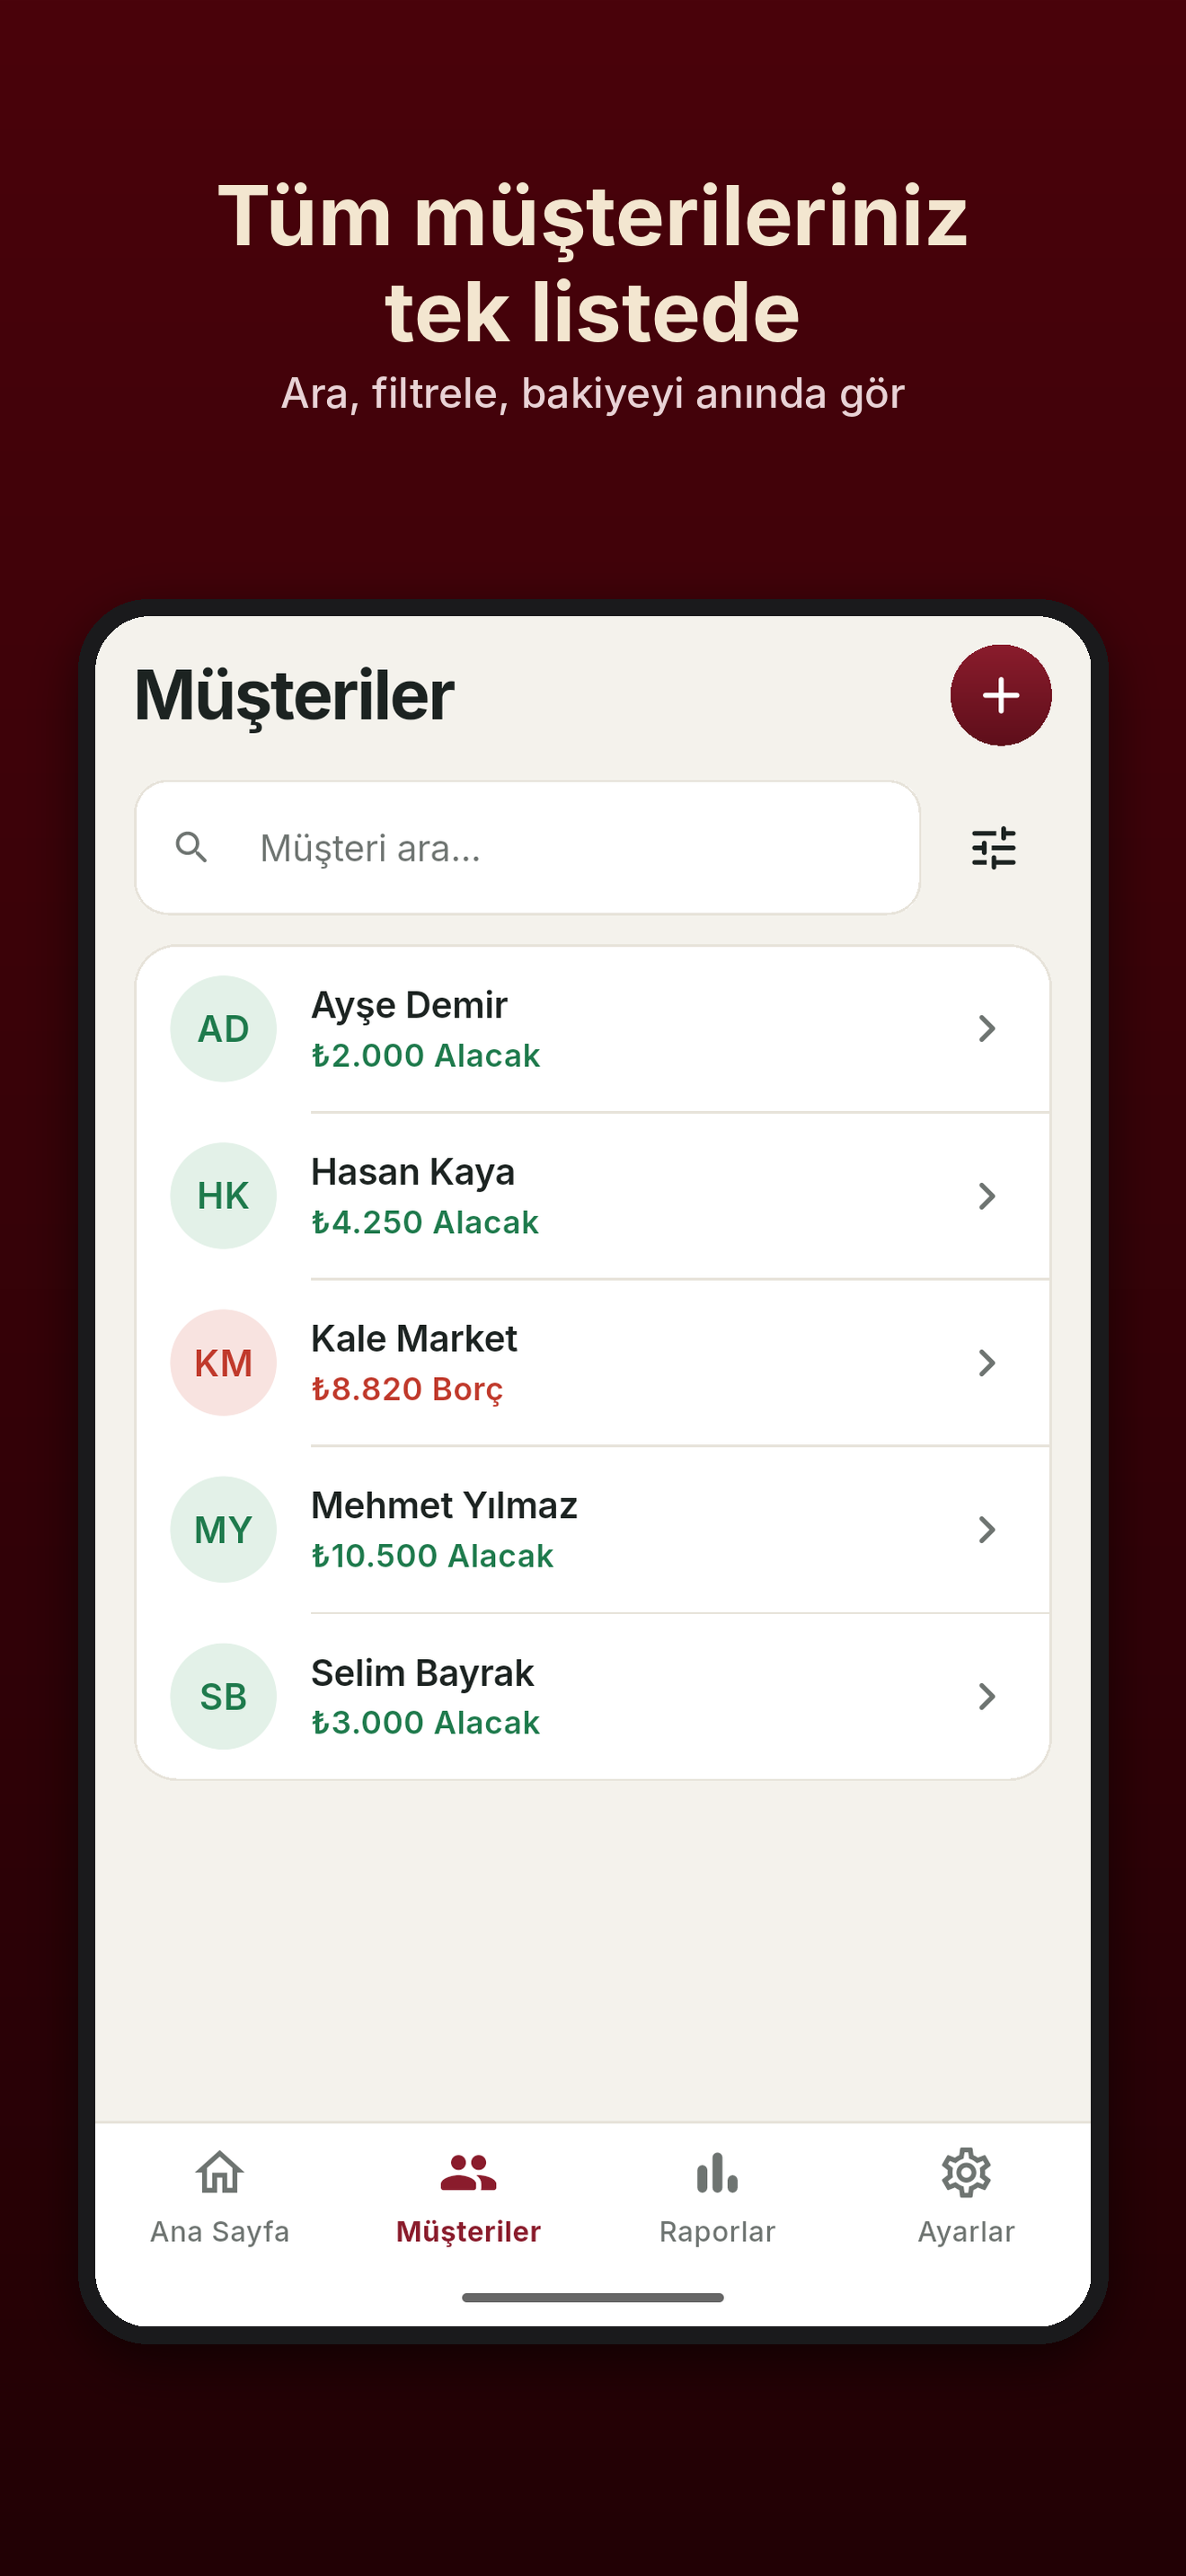 Tüm müşterileriniz
tek listede
Ara, filtrele, bakiyeyi anında gör
Müşteriler
Müşteri ara...
AD
Ayşe Demir
₺2.000 Alacak
HK
Hasan Kaya
₺4.250 Alacak
KM
Kale Market
₺8.820 Borç
MY
Mehmet Yılmaz
₺10.500 Alacak
SB
Selim Bayrak
₺3.000 Alacak
Ana Sayfa
Müşteriler
Raporlar
Ayarlar